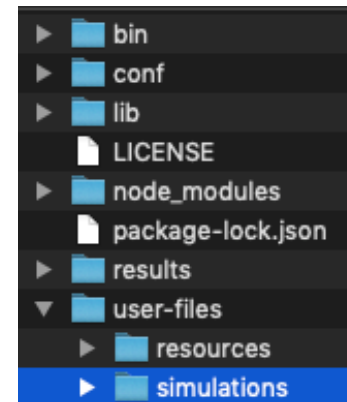 bin
conf
lib
LICENSE
node_modules
package-lock.json
results
user-files
resources
simulations